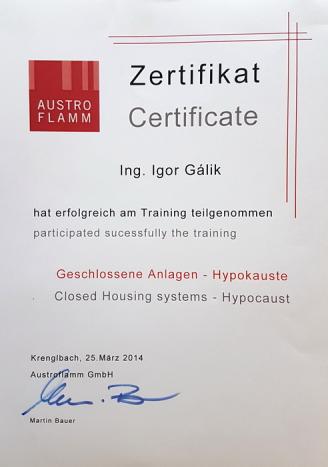 AUSTRO
FLAMM
Zertifikat
Certificate
Ing. Igor Gálik
hat erfolgreich am Training teilgenommen
participated sucessfully the training
Geschlossene Anlagen - Hypokauste
Closed Housing systems - Hypocaust
Krenglbach, 25.März 2014
Austroflamm GmbH
Martin Bauer